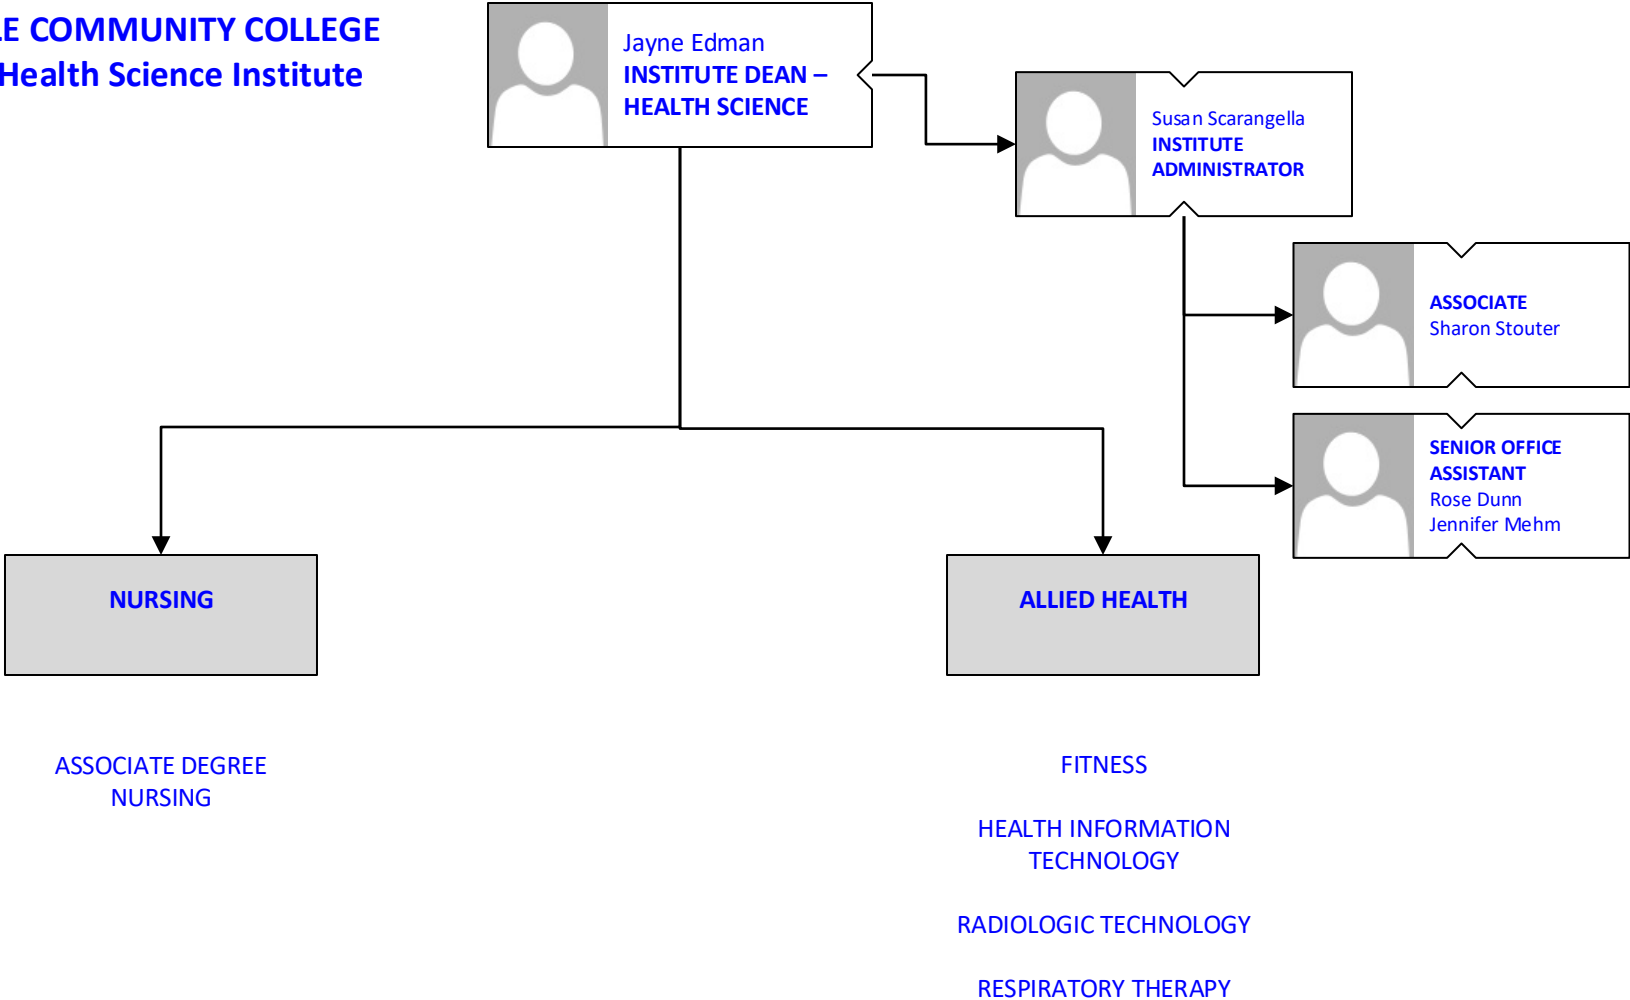 COMMUNITY COLLEGE
Health Science Institute
Jayne Edman
INSTITUTE DEAN –
HEALTH SCIENCE
Susan Scarangella
INSTITUTE
ADMINISTRATOR
ASSOCIATE
Sharon Stouter
SENIOR OFFICE
ASSISTANT
Rose Dunn
Jennifer Mehm
NURSING
ALLIED HEALTH
ASSOCIATE DEGREE
NURSING
FITNESS
HEALTH INFORMATION
TECHNOLOGY
RADIOLOGIC TECHNOLOGY
RESPIRATORY THERAPY